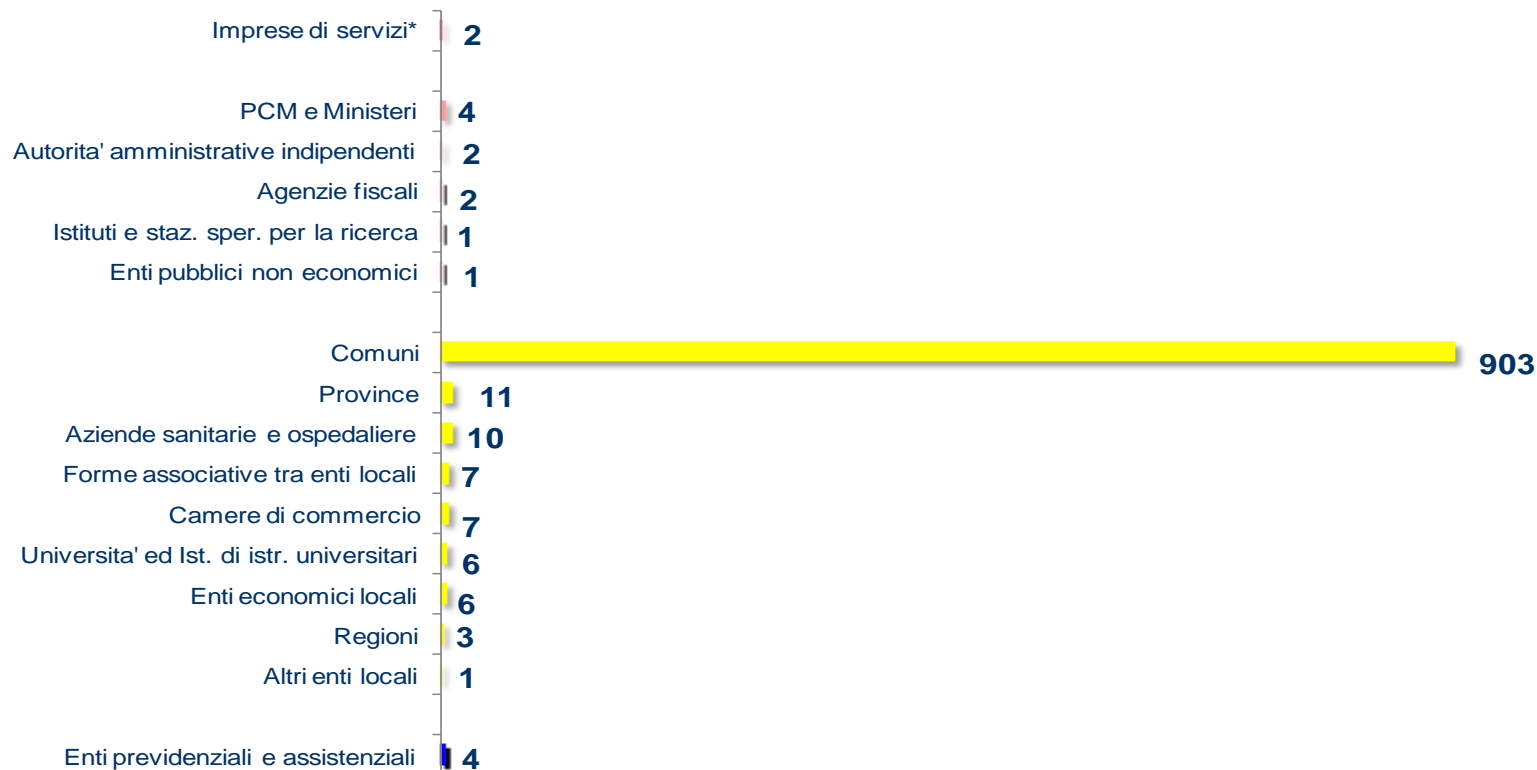 Imprese di servizi* 2
PCM e Ministeri 4
Autorita' amministrative indipendenti 2
Agenzie fiscali 2
Istituti e staz. sper. per la ricerca 1
Enti pubblici non economici 1
Comuni 903
Province 11
Aziende sanitarie e ospedaliere 10
Forme associative tra enti locali 7
Camere di commercio 7
Universita' ed Ist. di istr. universitari 6
Enti economici locali 6
Regioni 3
Altri enti locali 1
Enti previdenziali e assistenziali 4